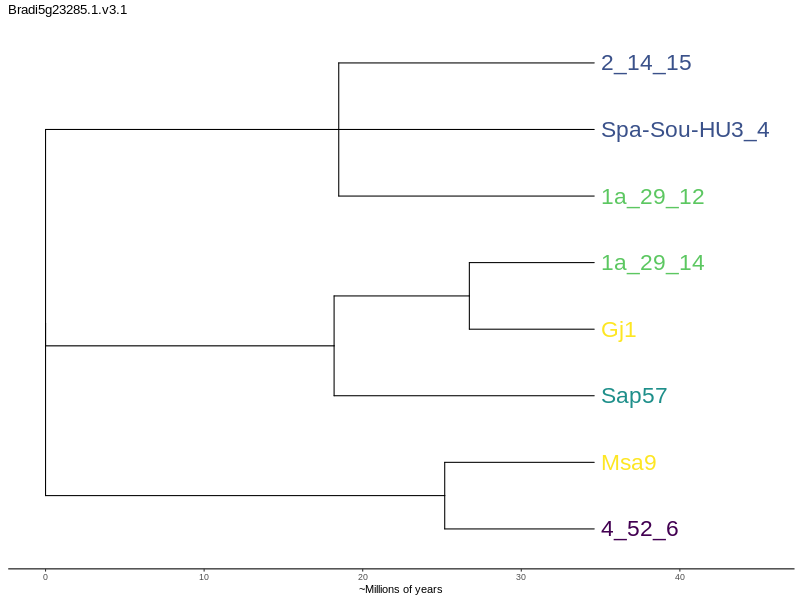 Bradi5g23285.1.v3.1
2_14_15
Spa-Sou-HU3_4
1a_29_12
1a_29_14
Gj1
Sap57
Msa9
4_52_6
0 10 20 30 40
~Millions of years